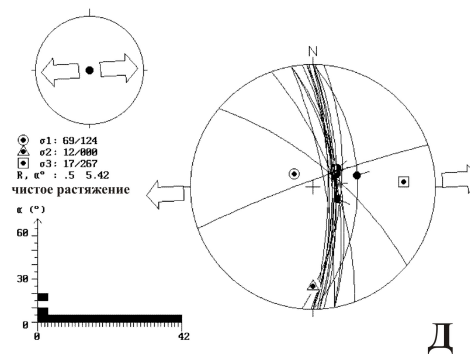 N
σ1: 69/124
σ2: 12/000
σ3: 17/267
R, α° : .5 5.42
чистое растяжение
α (°)
60
30
0
0 42
Д